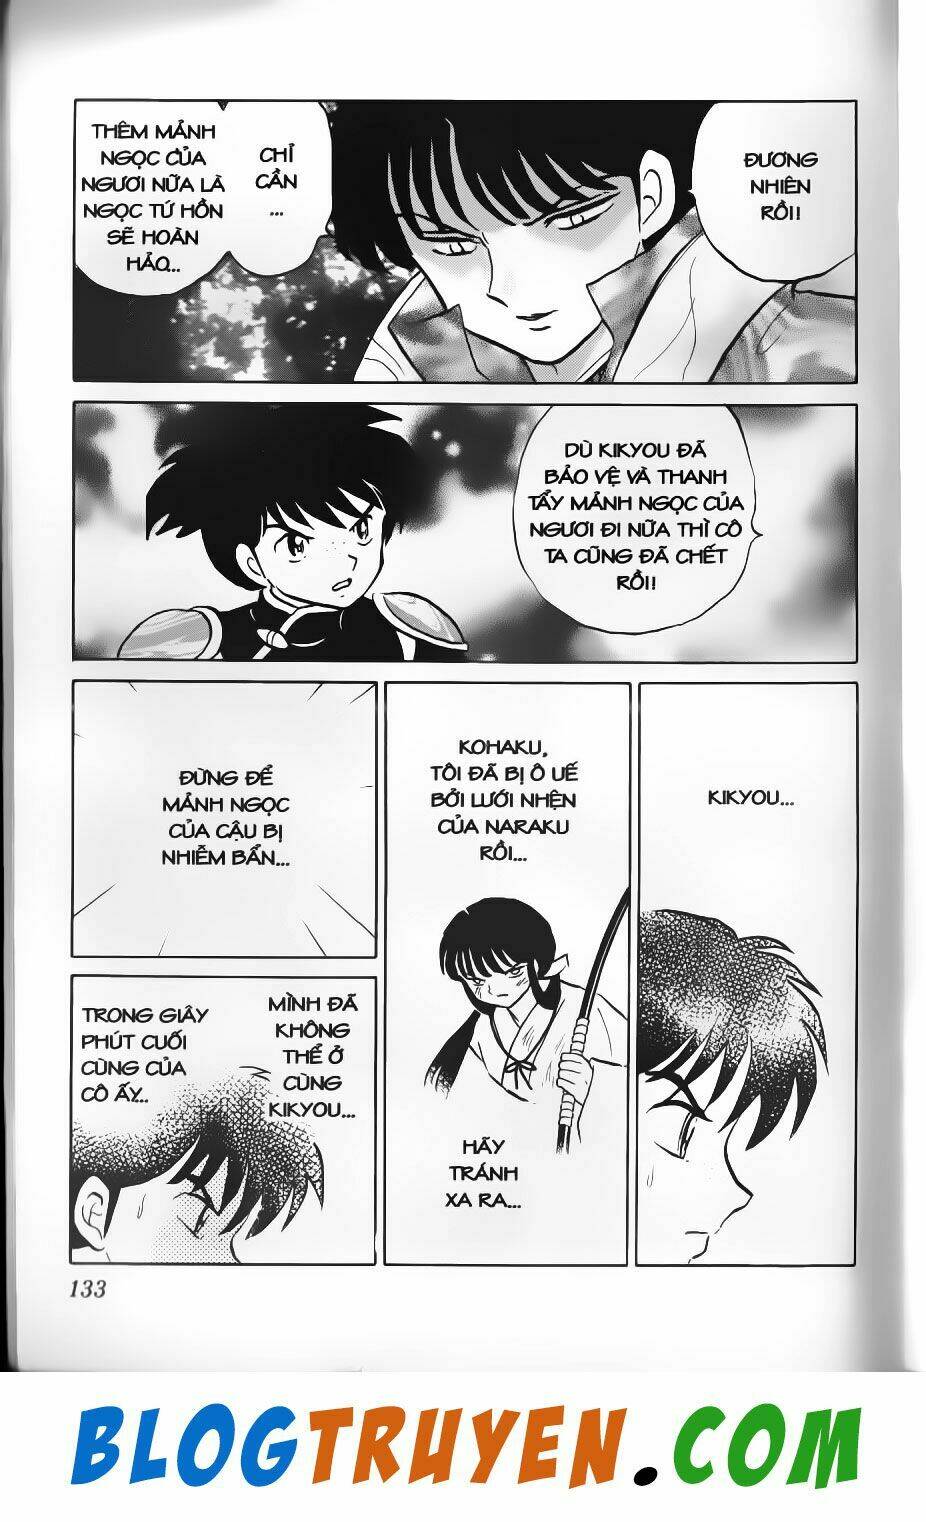 ĐƯƠNG
NHIÊN
RỒI!
CHỈ
CẦN
...
THÊM MẢNH
NGỌC CỦA
NGƯƠI NỮA LÀ
NGỌC TỨ HỒN
SẼ HOÀN
HẢO...
DÙ KIKYOU ĐÃ
BẢO VỆ VÀ THANH
TẨY MẢNH NGỌC CỦA
NGƯƠI ĐI NỮA THÌ CÔ
TA CŨNG ĐÃ CHẾT
RỒI!
KIKYOU...
KOHAKU,
TÔI ĐÃ BỊ Ô UẾ
BỞI LƯỚI NHỆN
CỦA NARAKU
RỒI...
HÃY
TRÁNH
XA RA...
ĐỪNG ĐỂ
MẢNH NGỌC
CỦA CẬU BỊ
NHIỄM BẨN...
MÌNH ĐÃ
KHÔNG
THỂ Ở
CÙNG
KIKYOU...
TRONG GIÂY
PHÚT CUỐI
CÙNG CỦA
CÔ ẤY...
133
BLOGTRUYEN.COM